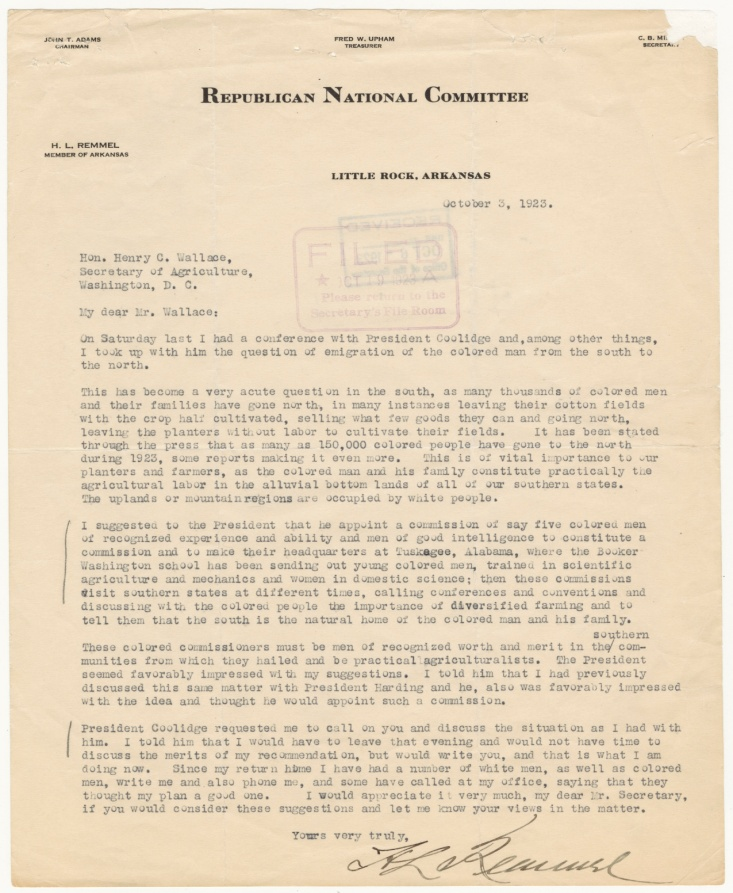 JOHN T. ADAMS
CHAIRMAN
FRED W. UPHAM
TREASURER
C. B. MI
SECRETARY
REPUBLICAN NATIONAL COMMITTEE
H. L. REMMEL
MEMBER OF ARKANSAS
LITTLE ROCK, ARKANSAS
October 3, 1923.
RECEIVED
FILED
Please return to the
Secretary's File Room
Hon. Henry C. Wallace,
Secretary of Agriculture,
Washington, D. C.
My dear Mr. Wallace:
On Saturday last I had a conference with President Coolidge and, among other things,
I took up with him the question of emigration of the colored man from the south to
the north.
This has become a very acute question in the south, as many thousands of colored men
and their families have gone north, in many instances leaving their cotton fields
with the crop half cultivated, selling what few goods they can and going north,
leaving the planters without labor to cultivate their fields. It has been stated
through the press that as many as 150,000 colored people have gone to the north
during 1923, some reports making it even more. This is of vital importance to our
planters and farmers, as the colored man and his family constitute practically the
agricultural labor in the alluvial bottom lands of all of our southern states.
The uplands or mountain regions are occupied by white people.
I suggested to the President that he appoint a commission of say five colored men
of recognized experience and ability and men of good intelligence to constitute a
commission and to make their headquarters at Tuskegee, Alabama, where the Booker
Washington school has been sending out young colored men, trained in scientific
agriculture and mechanics and women in domestic science; then these commissions
visit southern states at different times, calling conferences and conventions and
discussing with the colored people the importance of diversified farming and to
tell them that the south is the natural home of the colored man and his family.
southern
These colored commissioners must be men of recognized worth and merit in the/ com-
munities from which they hailed and be practical agriculturalists. The President
seemed favorably impressed with my suggestions. I told him that I had previously
discussed this same matter with President Harding and he, also was favorably impressed
with the idea and thought he would appoint such a commission.
President Coolidge requested me to call on you and discuss the situation as I had with
him. I told him that I would have to leave that evening and would not have time to
discuss the merits of my recommendation, but would write you, and that is what I am
doing now. Since my return home I have had a number of white men, as well as colored
men, write me and also phone me, and some have called at my office, saying that they
thought my plan a good one. I would appreciate it very much, my dear Mr. Secretary,
if you would consider these suggestions and let me know your views in the matter.
Yours very truly,
H L Remmel